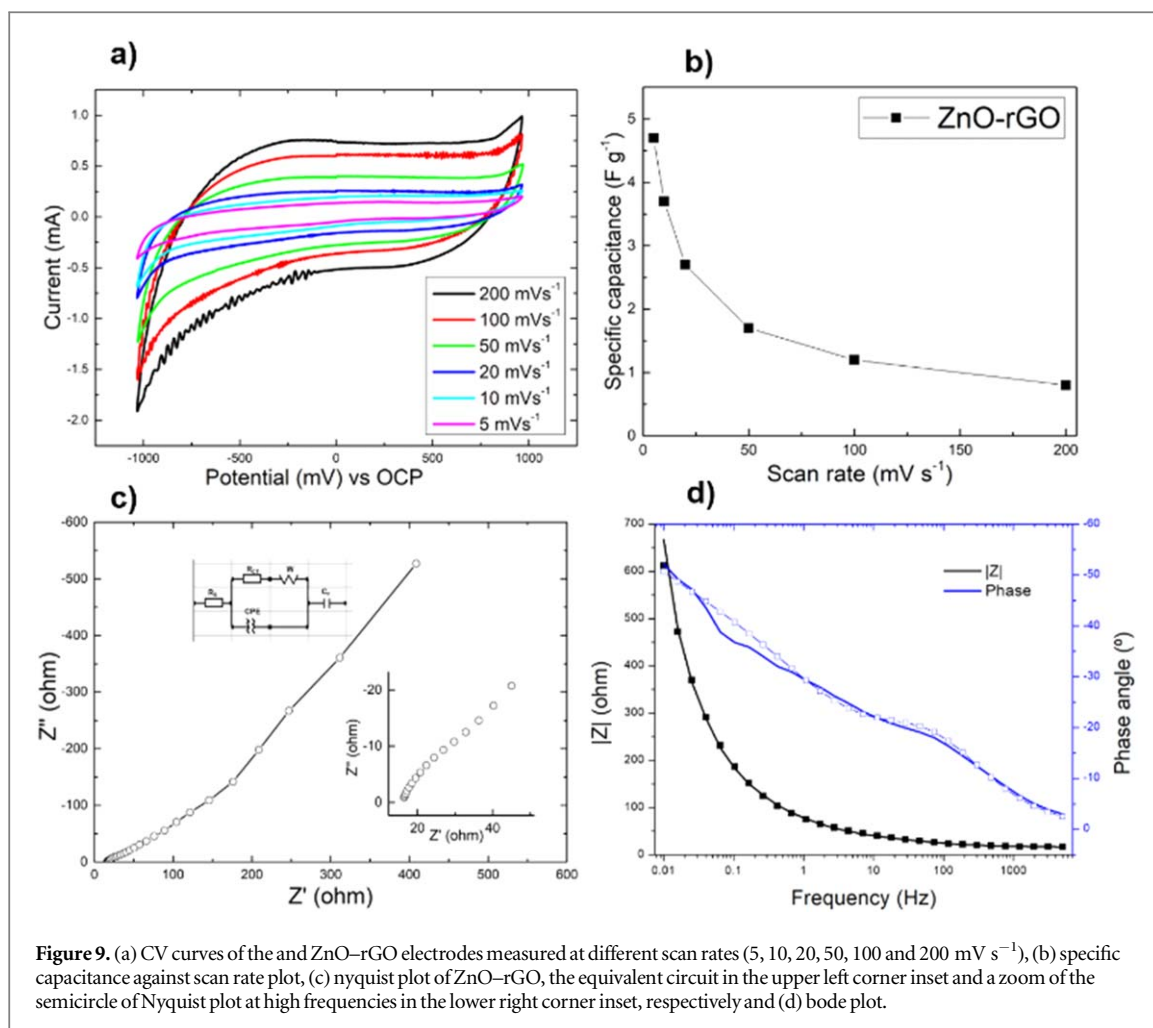 a)
1.0
0.5
0.0
-0.5
-1.0
-1.5
-2.0
Current (mA)
-1000 -500 0 500 1000
Potential (mV) vs OCP
200 mVs-1
100 mVs-1
50 mVs-1
20 mVs-1
10 mVs-1
5 mVs-1
b)
ZnO-rGO
5
4
3
2
1
0
Specific capacitance (F g-1)
0 50 100 150 200
Scan rate (mV s-1)
c)
-600
-500
-400
-300
-200
-100
0
Z'' (ohm)
0 100 200 300 400 500 600
Z' (ohm)
CPE
W
-20
-10
0
Z'' (ohm)
20 40
Z' (ohm)
d)
700
600
500
400
300
200
100
0
|Z| (ohm)
|Z|
Phase
-60
-50
-40
-30
-20
-10
0
Phase angle (º)
0.01 0.1 1 10 100 1000
Frequency (Hz)
Figure 9. (a) CV curves of the and ZnO–rGO electrodes measured at different scan rates (5, 10, 20, 50, 100 and 200 mV s−1), (b) specific
capacitance against scan rate plot, (c) nyquist plot of ZnO–rGO, the equivalent circuit in the upper left corner inset and a zoom of the
semicircle of Nyquist plot at high frequencies in the lower right corner inset, respectively and (d) bode plot.